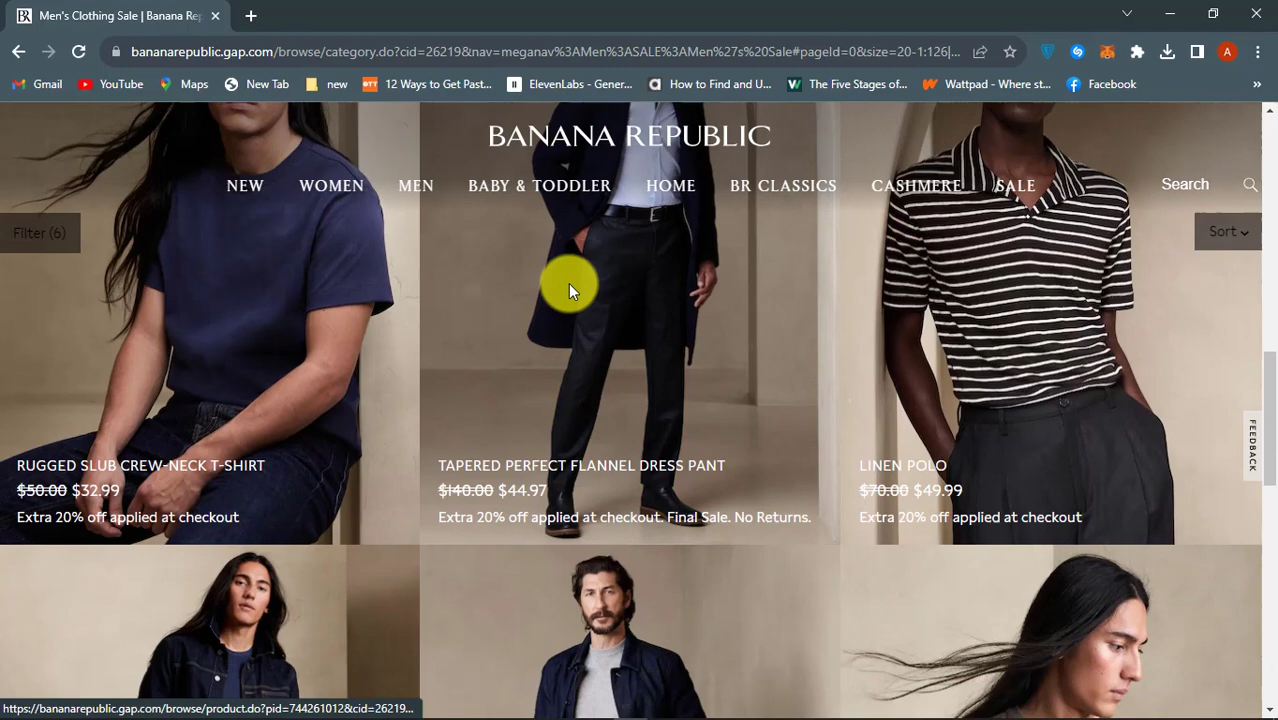 Men's Clothing Sale | Banana Rep
bananarepublic.gap.com/browse/category.do?cid=26219&nav=meganav%3AMen%3ASALE%3AMen%27s%20Sale#pageId=0&size=20-1:126|...
A
Gmail YouTube Maps New Tab new 12 Ways to Get Past... ElevenLabs - Gener... How to Find and U... The Five Stages of... Wattpad - Where st... Facebook »
BANANA REPUBLIC
NEW WOMEN MEN BABY & TODDLER HOME BR CLASSICS CASHMERE SALE Search
Filter (6) Sort
FEEDBACK
RUGGED SLUB CREW-NECK T-SHIRT
$50.00 $32.99
Extra 20% off applied at checkout
TAPERED PERFECT FLANNEL DRESS PANT
$140.00 $44.97
Extra 20% off applied at checkout. Final Sale. No Returns.
LINEN POLO
$70.00 $49.99
Extra 20% off applied at checkout
https://bananarepublic.gap.com/browse/product.do?pid=744261012&cid=26219...